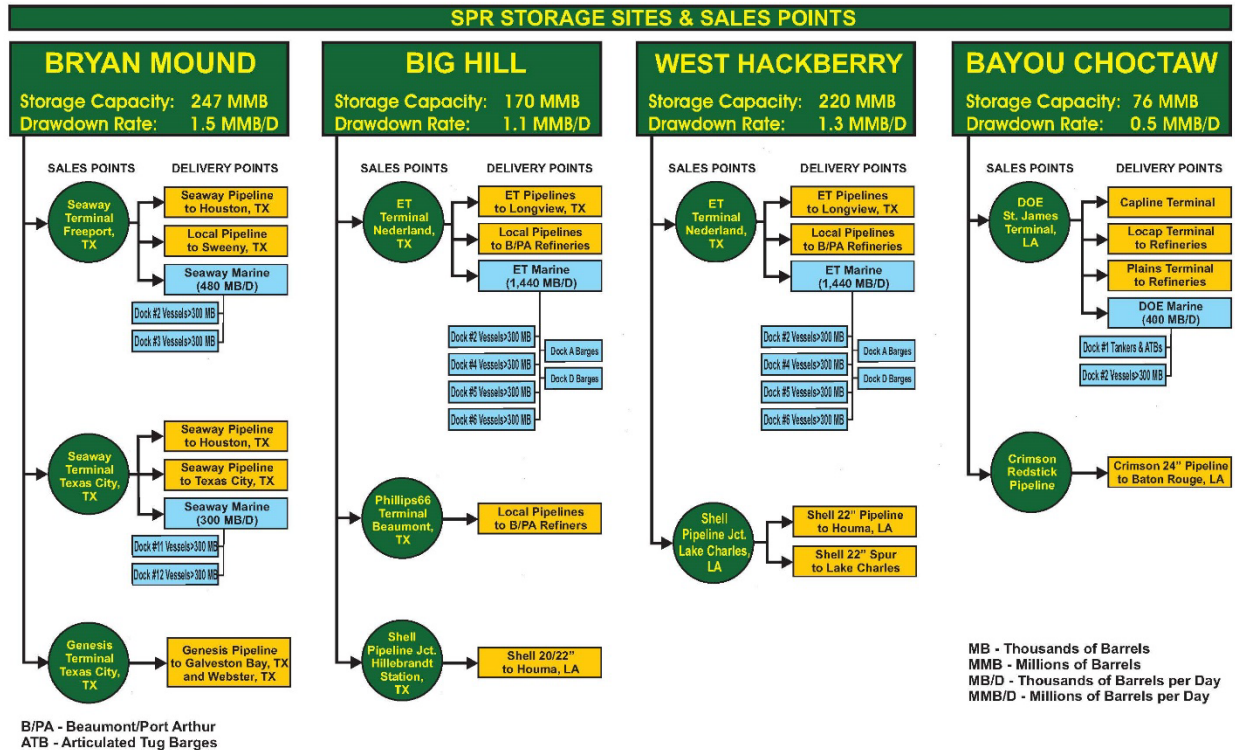 SPR STORAGE SITES & SALES POINTS
BRYAN MOUND
Storage Capacity: 247 MMB
Drawdown Rate: 1.5 MMB/D
SALES POINTS
DELIVERY POINTS
Seaway
Terminal
Freeport,
TX
Seaway Pipeline
to Houston, TX
Local Pipeline
to Sweeny, TX
Seaway Marine
(480 MB/D)
Dock #2 Vessels>300 MB
Dock #3 Vessels>300 MB
Seaway
Terminal
Texas City,
TX
Seaway Pipeline
to Houston, TX
Seaway Pipeline
to Texas City, TX
Seaway Marine
(300 MB/D)
Dock #11 Vessels>300 MB
Dock #12 Vessels>300 MB
Genesis
Terminal
Texas City,
TX
Genesis Pipeline
to Galveston Bay, TX
and Webster, TX
BIG HILL
Storage Capacity: 170 MMB
Drawdown Rate: 1.1 MMB/D
SALES POINTS
DELIVERY POINTS
ET
Terminal
Nederland,
TX
ET Pipelines
to Longview, TX
Local Pipelines
to B/PA Refineries
ET Marine
(1,440 MB/D)
Dock #2 Vessels>300 MB
Dock A Barges
Dock #4 Vessels>300 MB
Dock D Barges
Dock #5 Vessels>300 MB
Dock #6 Vessels>300 MB
Phillips66
Terminal
Beaumont,
TX
Local Pipelines
to B/PA Refiners
Shell
Pipeline Jct.
Hillebrandt
Station,
TX
Shell 20/22”
to Houma, LA
WEST HACKBERRY
Storage Capacity: 220 MMB
Drawdown Rate: 1.3 MMB/D
SALES POINTS
DELIVERY POINTS
ET
Terminal
Nederland,
TX
ET Pipelines
to Longview, TX
Local Pipelines
to B/PA Refineries
ET Marine
(1,440 MB/D)
Dock #2 Vessels>300 MB
Dock A Barges
Dock #4 Vessels>300 MB
Dock D Barges
Dock #5 Vessels>300 MB
Dock #6 Vessels>300 MB
Shell
Pipeline Jct.
Lake Charles,
LA
Shell 22” Pipeline
to Houma, LA
Shell 22” Spur
to Lake Charles
BAYOU CHOCTAW
Storage Capacity: 76 MMB
Drawdown Rate: 0.5 MMB/D
SALES POINTS
DELIVERY POINTS
DOE
St. James
Terminal,
LA
Capline Terminal
Locap Terminal
to Refineries
Plains Terminal
to Refineries
DOE Marine
(400 MB/D)
Dock #1 Tankers & ATBs
Dock #2 Vessels>300 MB
Crimson
Redstick
Pipeline
Crimson 24” Pipeline
to Baton Rouge, LA
MB - Thousands of Barrels
MMB - Millions of Barrels
MB/D - Thousands of Barrels per Day
MMB/D - Millions of Barrels per Day
B/PA - Beaumont/Port Arthur
ATB - Articulated Tug Barges